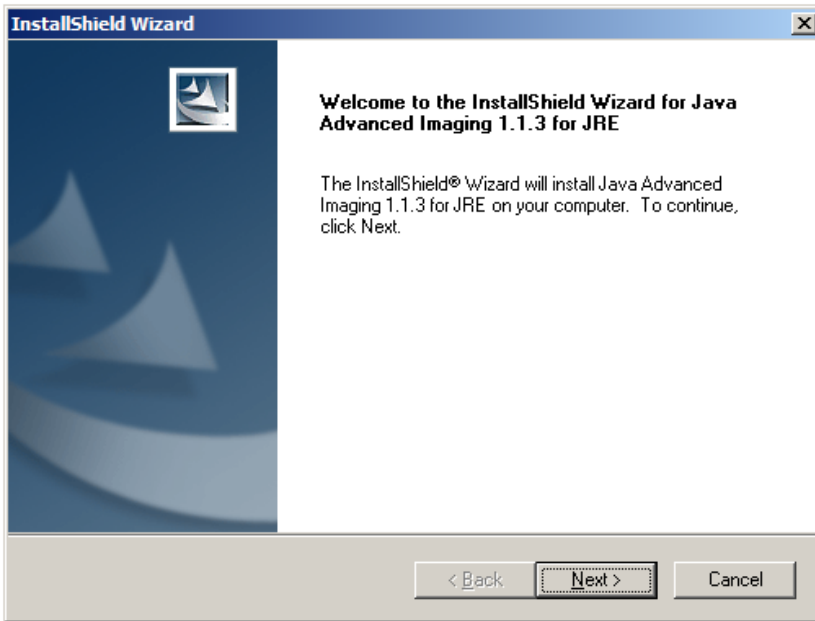 InstallShield Wizard
Welcome to the InstallShield Wizard for Java
Advanced Imaging 1.1.3 for JRE
The InstallShield® Wizard will install Java Advanced
Imaging 1.1.3 for JRE on your computer.  To continue,
click Next.
< Back
Next >
Cancel